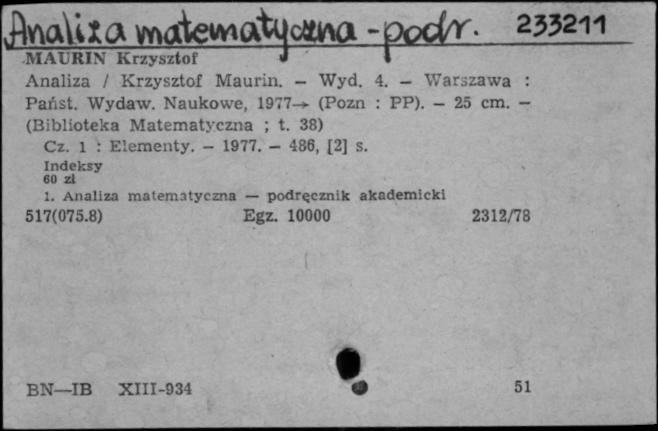 Analiza matematyczna - podr. 233211
MAURIN Krzysztof
Analiza / Krzysztof Maurin. — Wyd. 4. — Warszawa :
Państ. Wydaw. Naukowe, 1977→ (Pozn : PP). — 25 cm. —
(Biblioteka Matematyczna ; t. 38)
Cz. 1 : Elementy. — 1977. — 486, [2] s.
Indeksy
60 zł
1. Analiza matematyczna — podręcznik akademicki
517(075.8) Egz. 10000 2312/78
BN—IB XIII-934 51